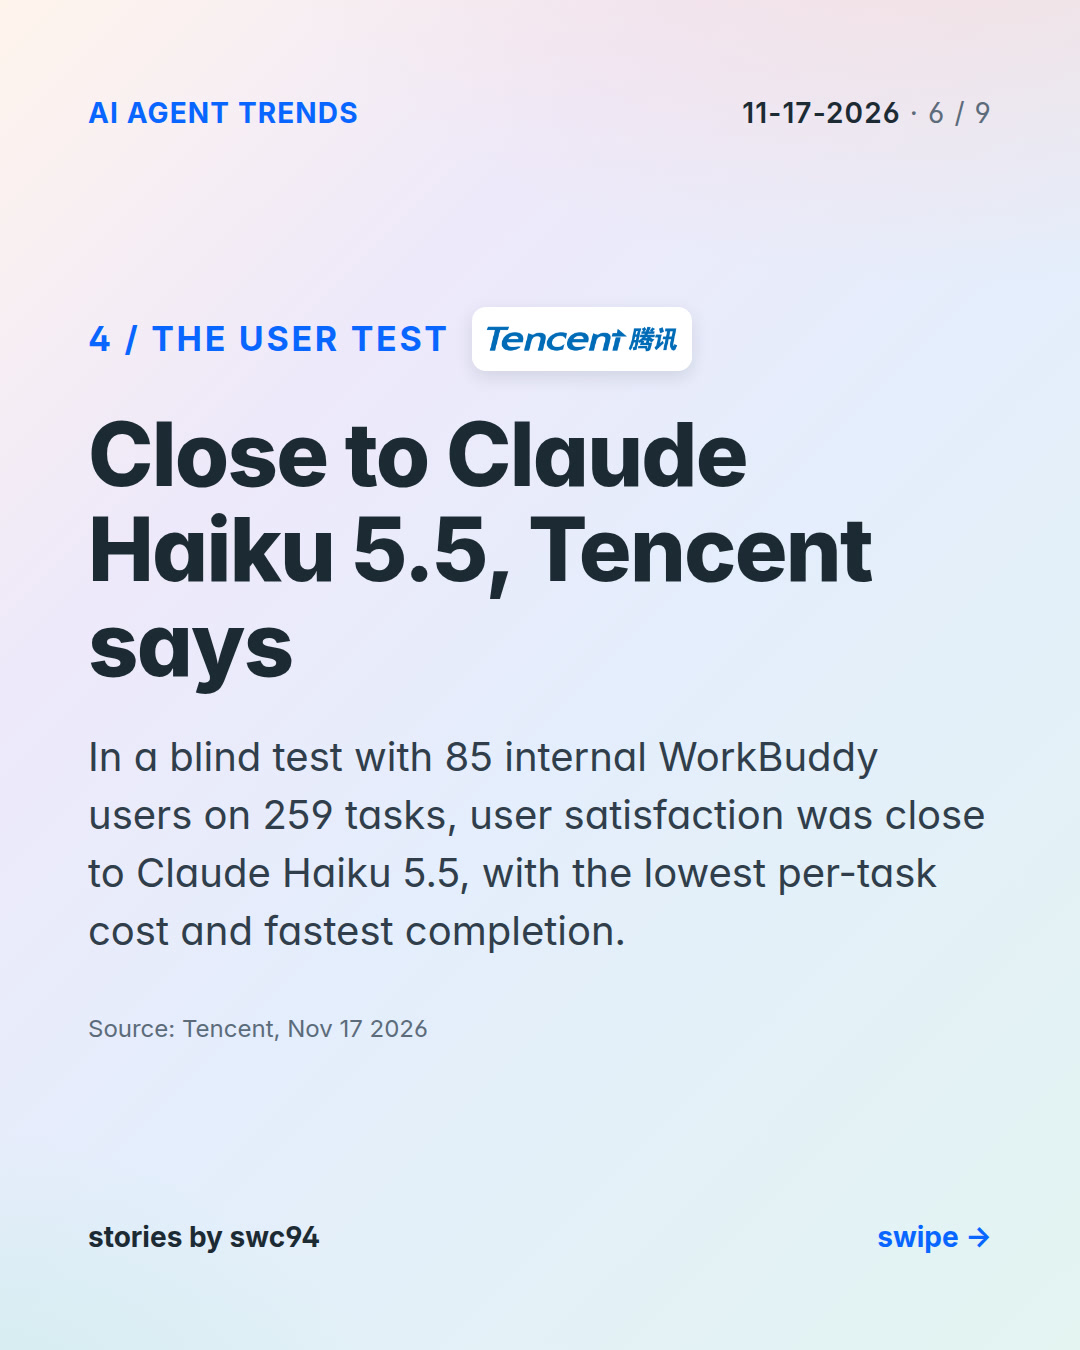 AI AGENT TRENDS
11-17-2026 · 6 / 9
4 / THE USER TEST
Tencent 腾讯
Close to Claude
Haiku 5.5, Tencent
says
In a blind test with 85 internal WorkBuddy
users on 259 tasks, user satisfaction was close
to Claude Haiku 5.5, with the lowest per-task
cost and fastest completion.
Source: Tencent, Nov 17 2026
stories by swc94
swipe →